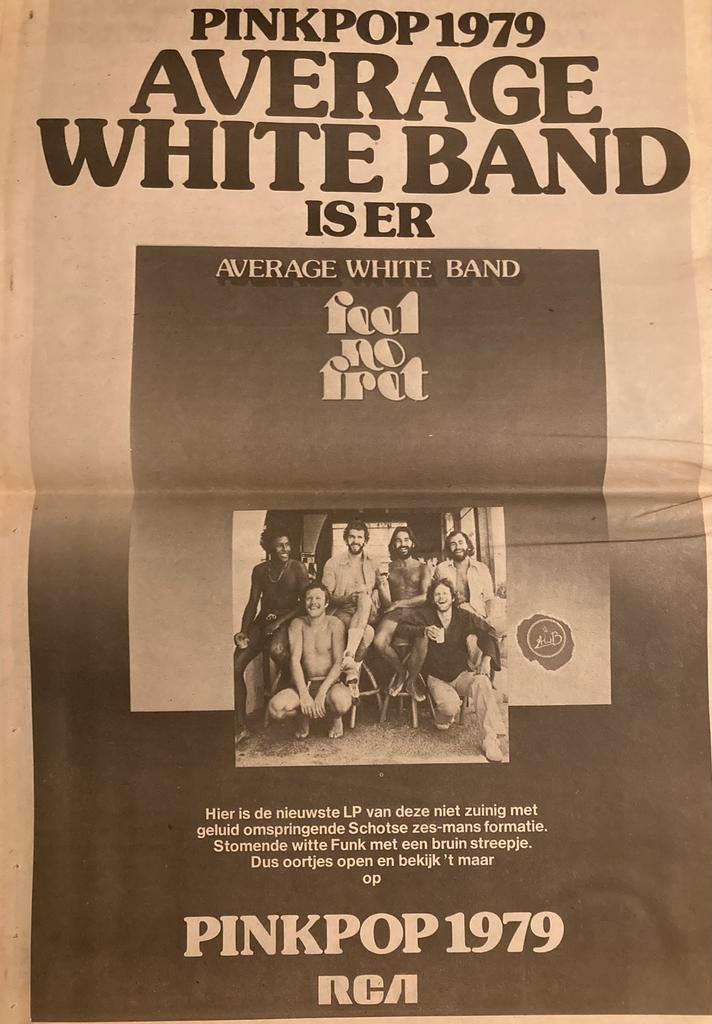 PINKPOP 1979
AVERAGE
WHITE BAND
IS ER
AVERAGE WHITE BAND
feel
no
fret
AWB
Hier is de nieuwste LP van deze niet zuinig met
geluid omspringende Schotse zes-mans formatie.
Stomende witte Funk met een bruin streepje.
Dus oortjes open en bekijk 't maar
op
PINKPOP 1979
RCA